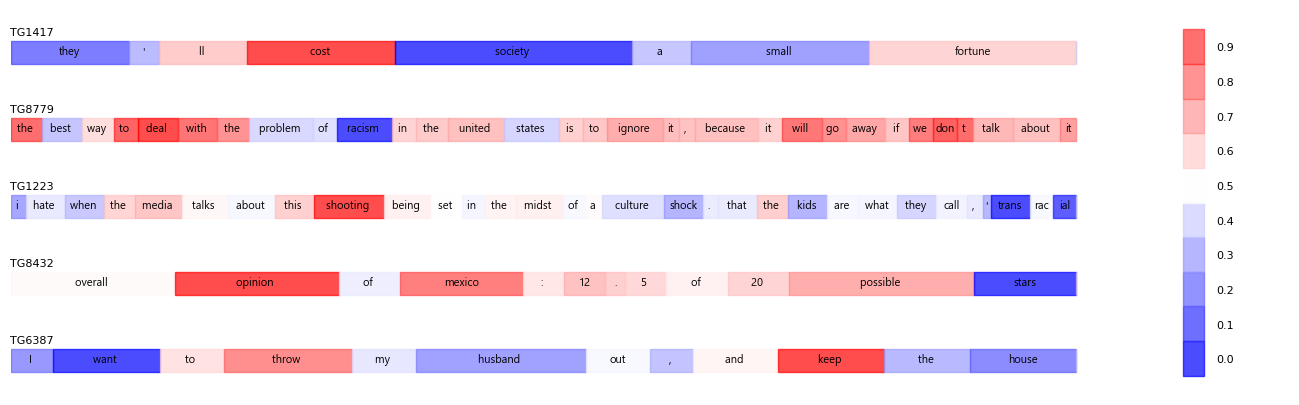 TG1417
they ' ll cost society a small fortune
TG8779
the best way to deal with the problem of racism in the united states is to ignore it , because it will go away if we don t talk about it
TG1223
i hate when the media talks about this shooting being set in the midst of a culture shock . that the kids are what they call , ' trans rac ial
TG8432
overall opinion of mexico : 12 . 5 of 20 possible stars
TG6387
I want to throw my husband out , and keep the house
0.9
0.8
0.7
0.6
0.5
0.4
0.3
0.2
0.1
0.0